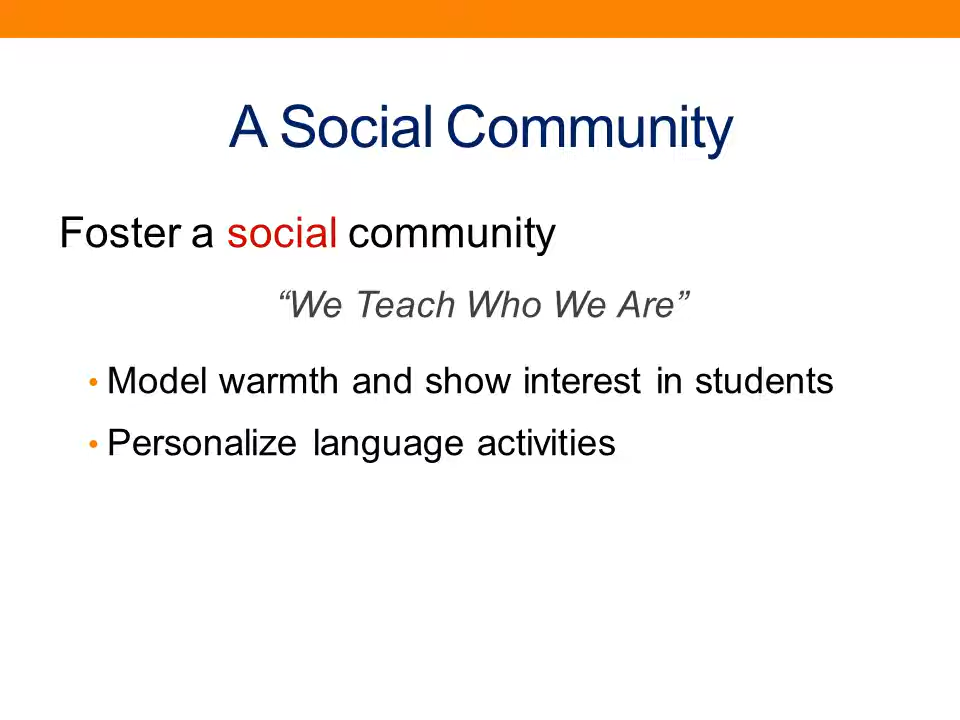 A Social Community
Foster a social community
“We Teach Who We Are”
• Model warmth and show interest in students
• Personalize language activities